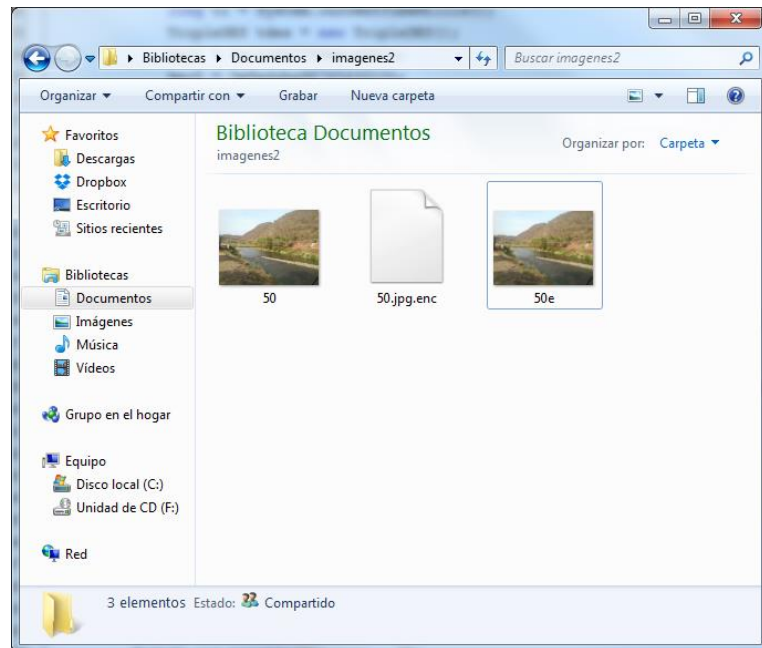 Bibliotecas Documentos imagenes2
Buscar imagenes2
Organizar Compartir con Grabar Nueva carpeta
Favoritos
Descargas
Dropbox
Escritorio
Sitios recientes
Bibliotecas
Documentos
Imágenes
Música
Vídeos
Grupo en el hogar
Equipo
Disco local (C:)
Unidad de CD (F:)
Red
Biblioteca Documentos
imagenes2
Organizar por: Carpeta
50 50.jpg.enc 50e
3 elementos Estado: Compartido